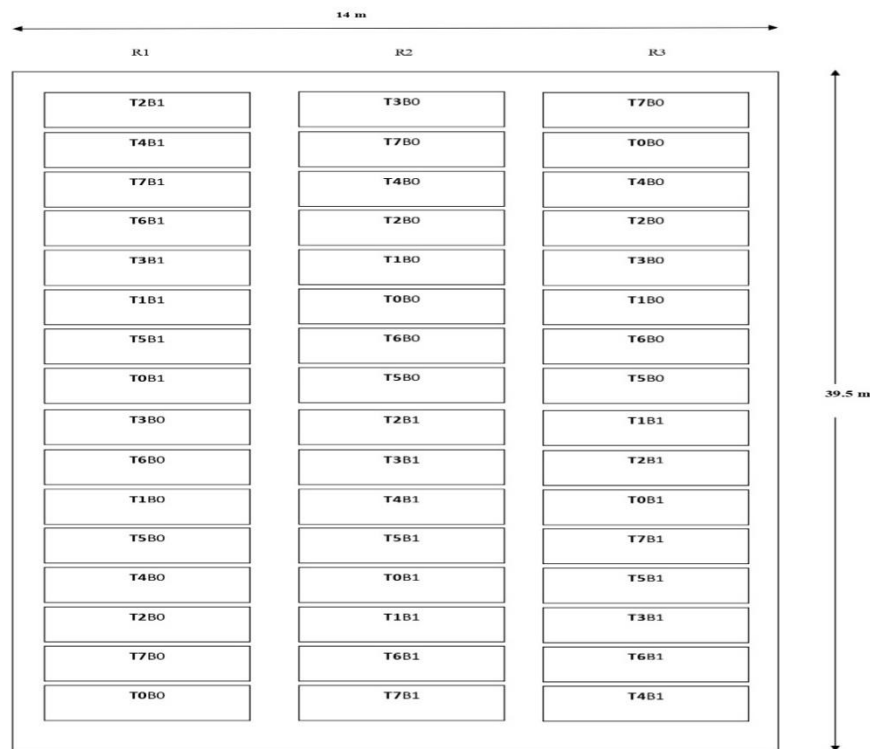 14 m
R1 R2 R3
T2B1 T3B0 T7B0
T4B1 T7B0 T0B0
T7B1 T4B0 T4B0
T6B1 T2B0 T2B0
T3B1 T1B0 T3B0
T1B1 T0B0 T1B0
T5B1 T6B0 T6B0
T0B1 T5B0 T5B0
39.5 m
T3B0 T2B1 T1B1
T6B0 T3B1 T2B1
T1B0 T4B1 T0B1
T5B0 T5B1 T7B1
T4B0 T0B1 T5B1
T2B0 T1B1 T3B1
T7B0 T6B1 T6B1
T0B0 T7B1 T4B1